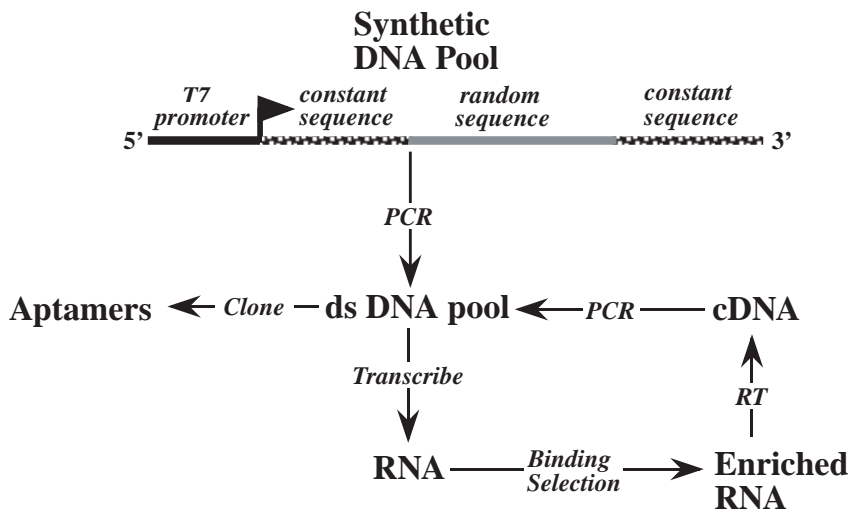 Synthetic
DNA Pool
T7
promoter
constant
sequence
random
sequence
constant
sequence
5’
3’
PCR
Aptamers
Clone
ds DNA pool
PCR
cDNA
Transcribe
RT
RNA
Binding
Selection
Enriched
RNA